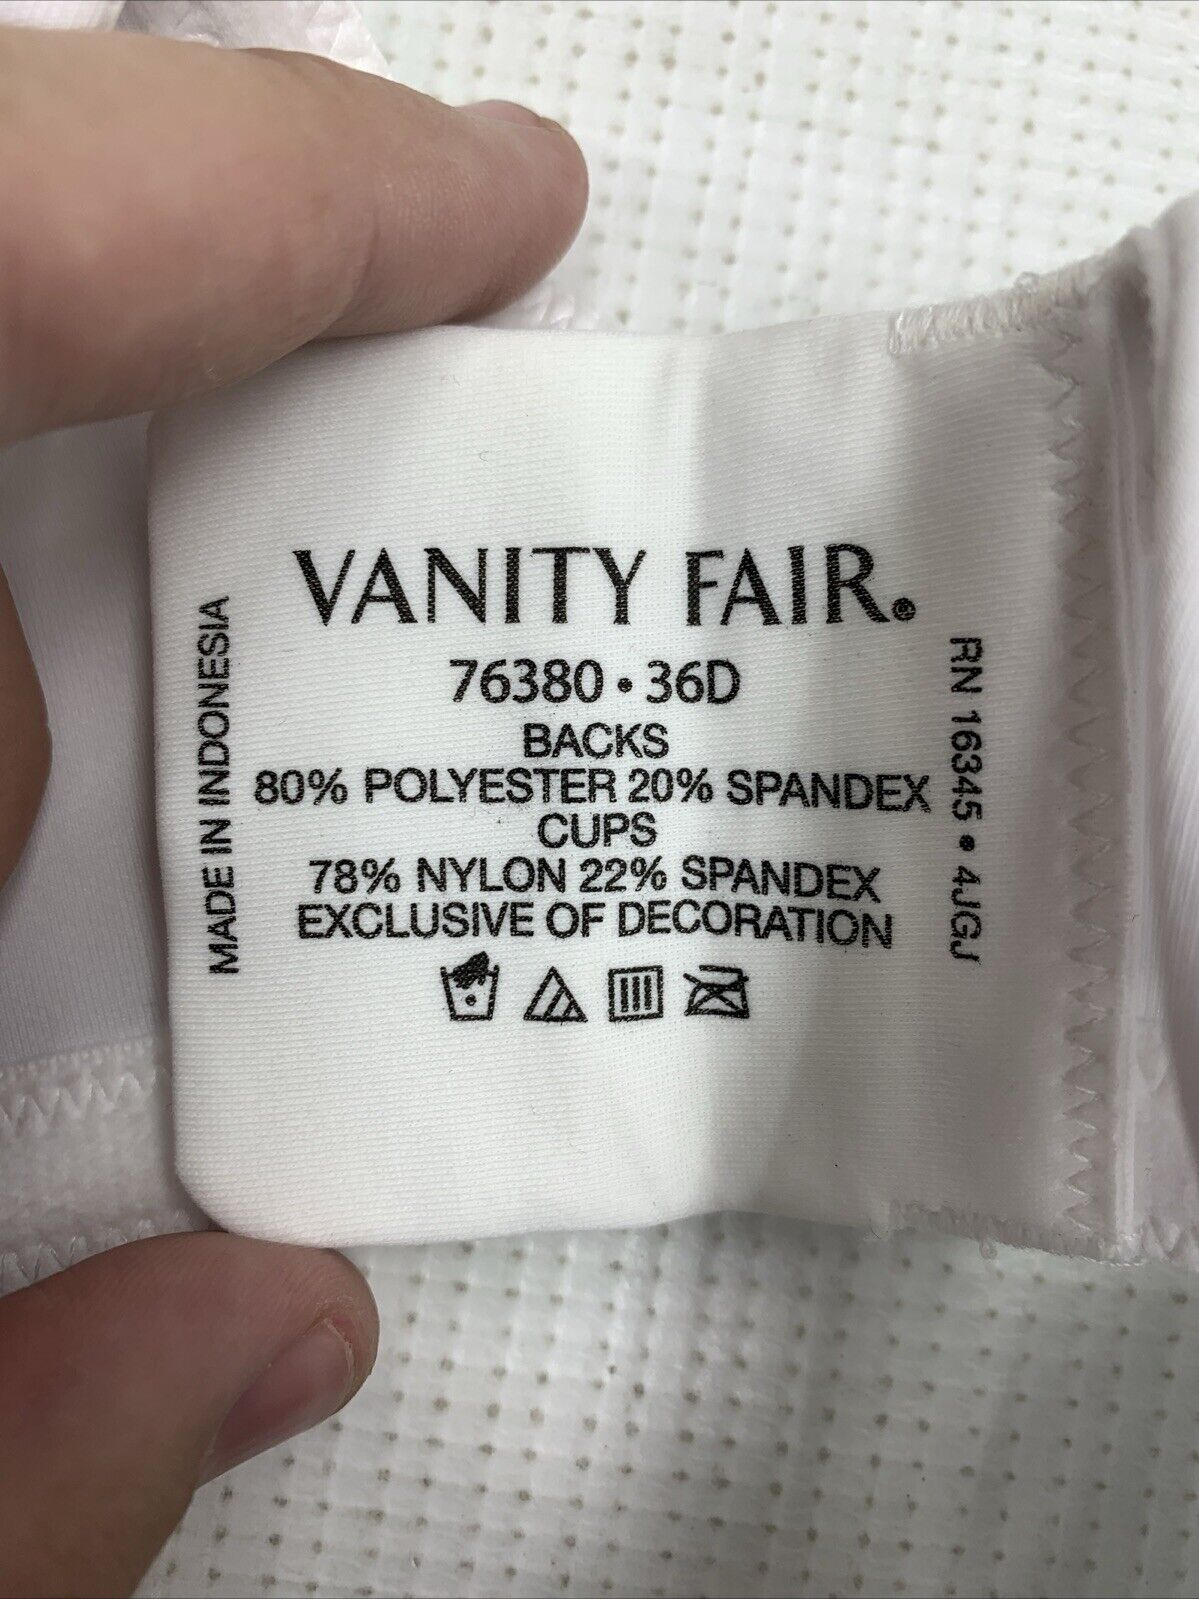 VANITY FAIR.®
76380 • 36D
BACKS
80% POLYESTER 20% SPANDEX
CUPS
78% NYLON 22% SPANDEX
EXCLUSIVE OF DECORATION
MADE IN INDONESIA
RN 16345 • 4JGJ